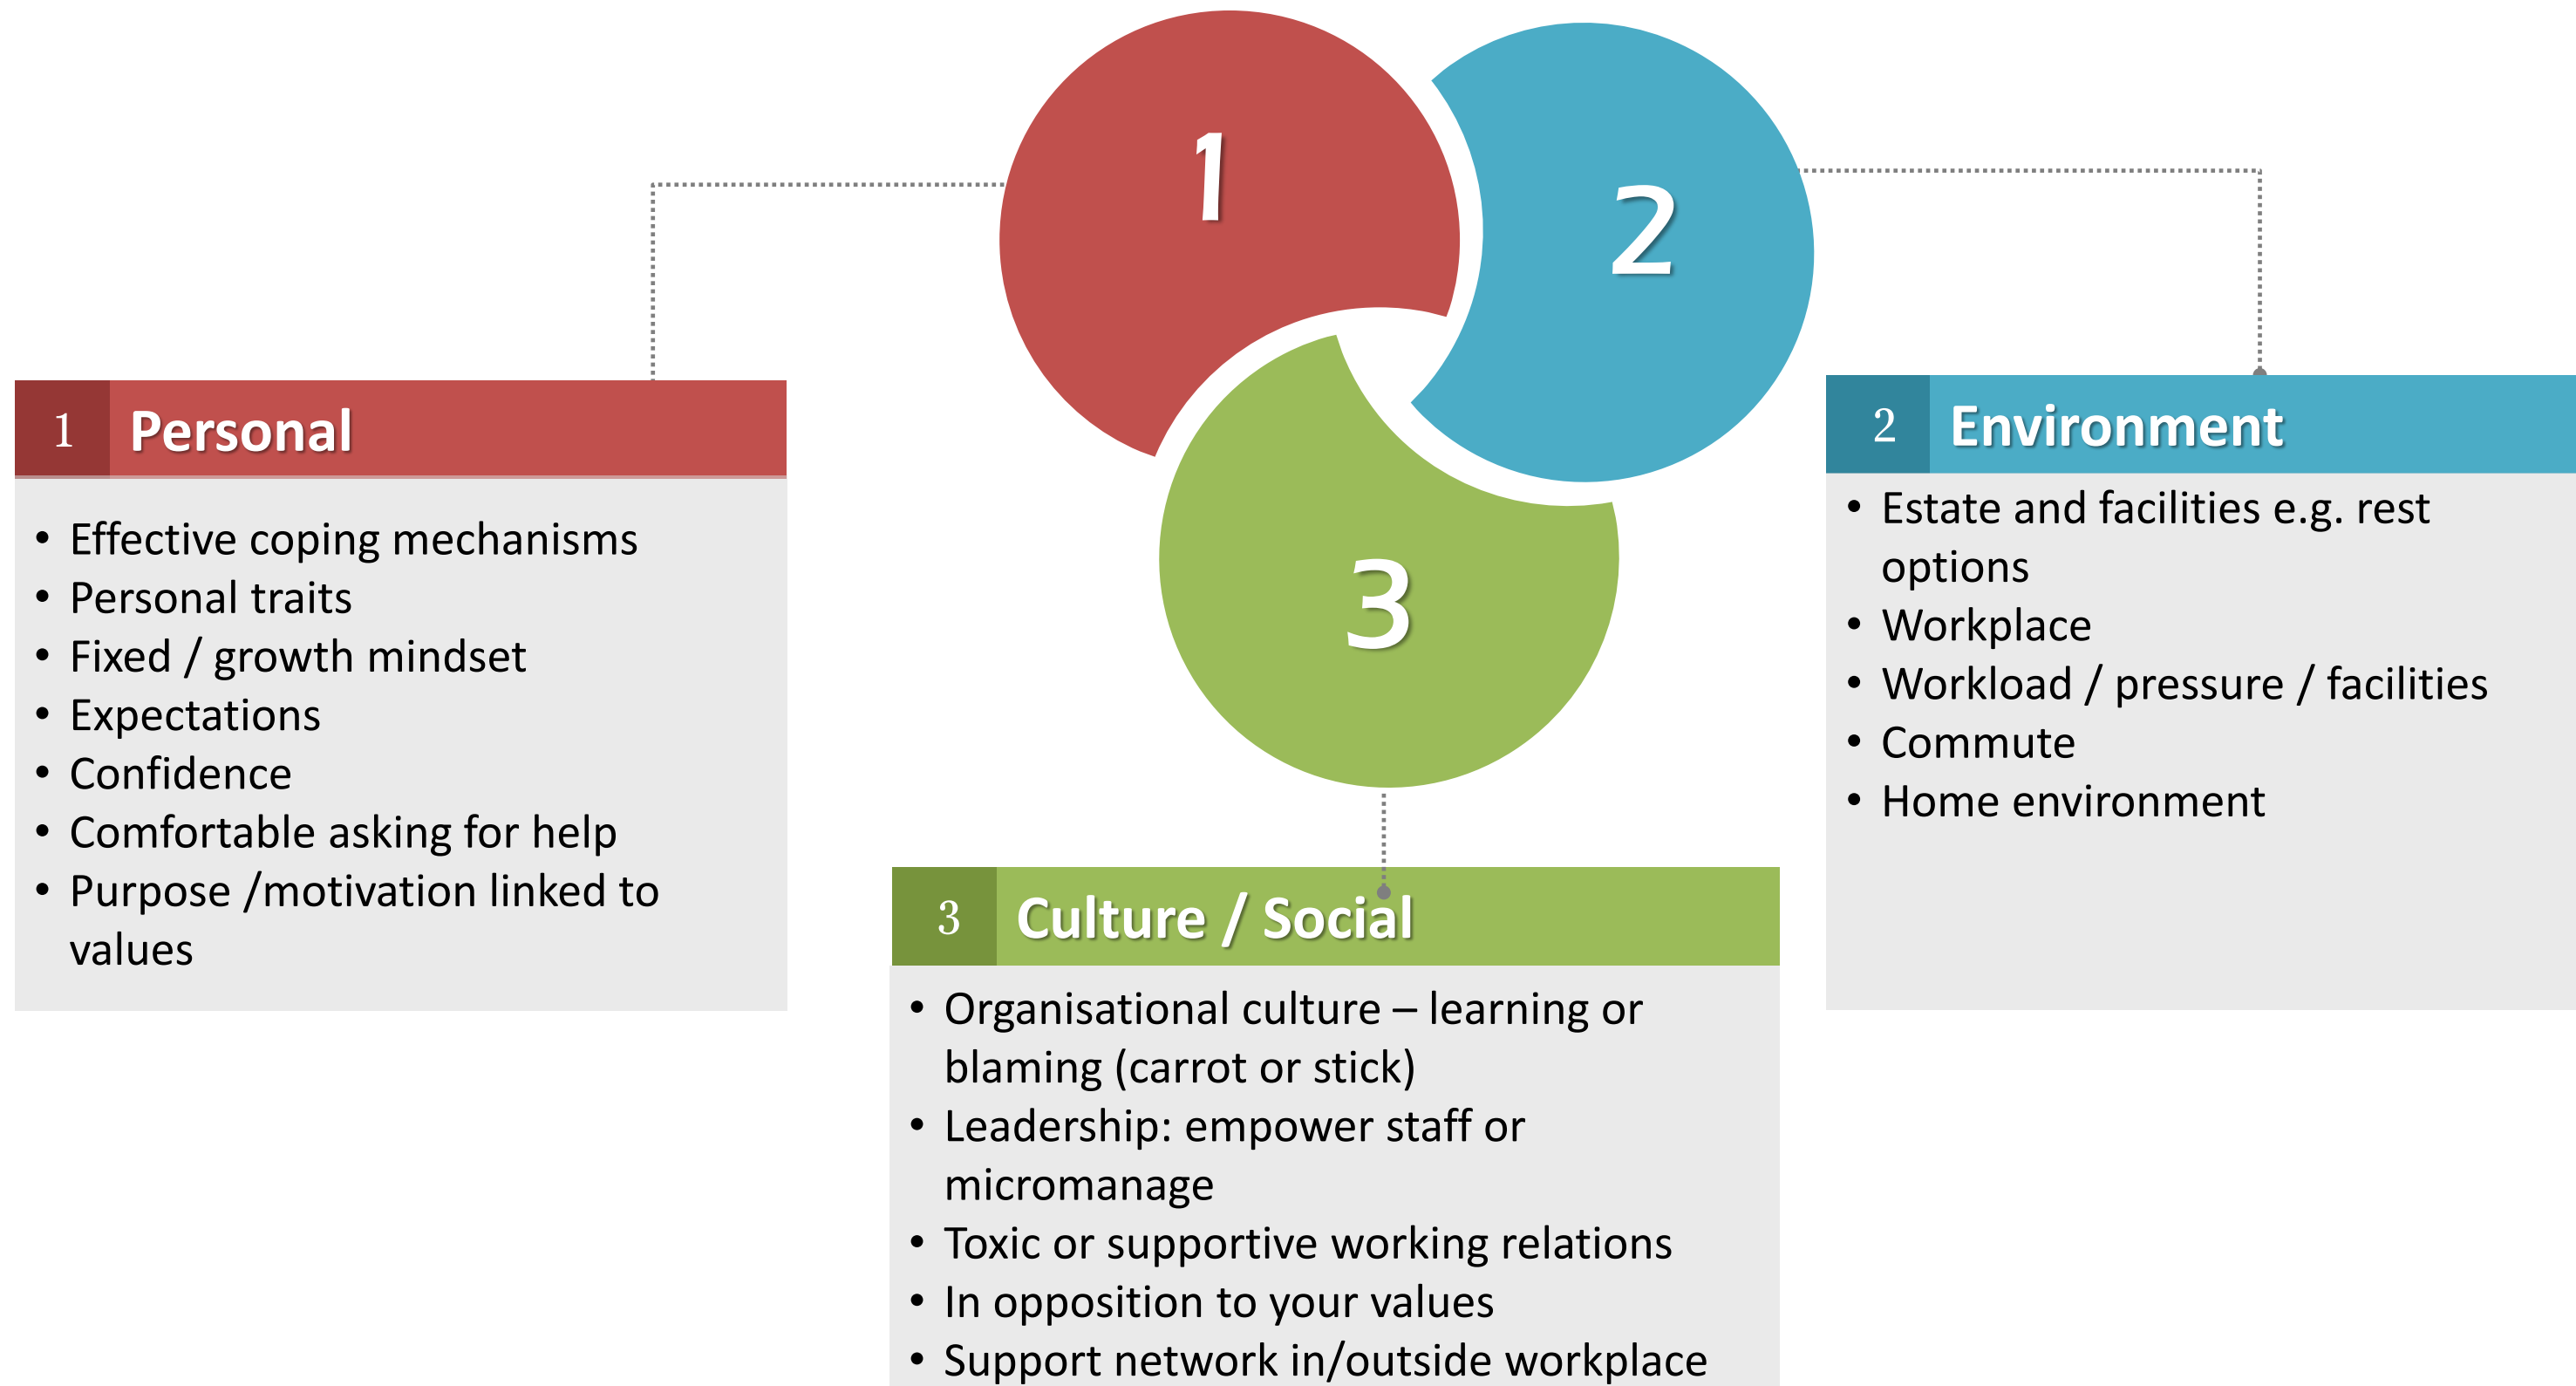 1
2
3
1 Personal
• Effective coping mechanisms
• Personal traits
• Fixed / growth mindset
• Expectations
• Confidence
• Comfortable asking for help
• Purpose /motivation linked to
values
2 Environment
• Estate and facilities e.g. rest
options
• Workplace
• Workload / pressure / facilities
• Commute
• Home environment
3 Culture / Social
• Organisational culture – learning or
blaming (carrot or stick)
• Leadership: empower staff or
micromanage
• Toxic or supportive working relations
• In opposition to your values
• Support network in/outside workplace